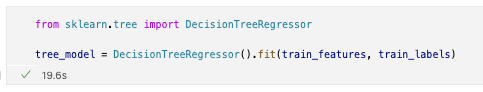 from sklearn.tree import DecisionTreeRegressor
tree_model = DecisionTreeRegressor().fit(train_features, train_labels)
✓ 19.6s